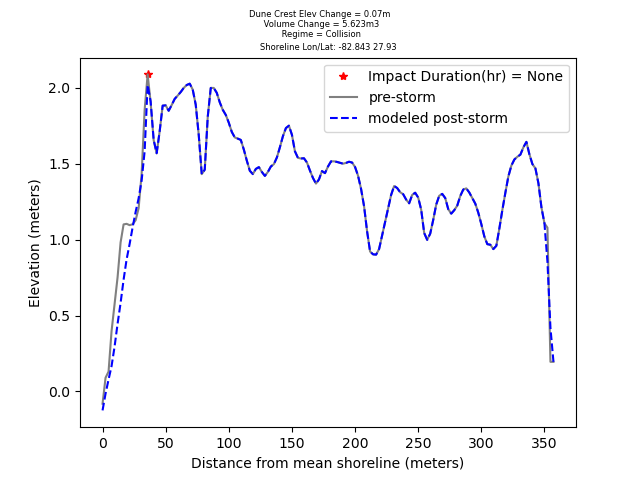 Dune Crest Elev Change = 0.07m
Volume Change = 5.623m3
Regime = Collision
Shoreline Lon/Lat: -82.843 27.93
Impact Duration(hr) = None
pre-storm
modeled post-storm
2.0
1.5
1.0
0.5
0.0
Elevation (meters)
0 50 100 150 200 250 300 350
Distance from mean shoreline (meters)